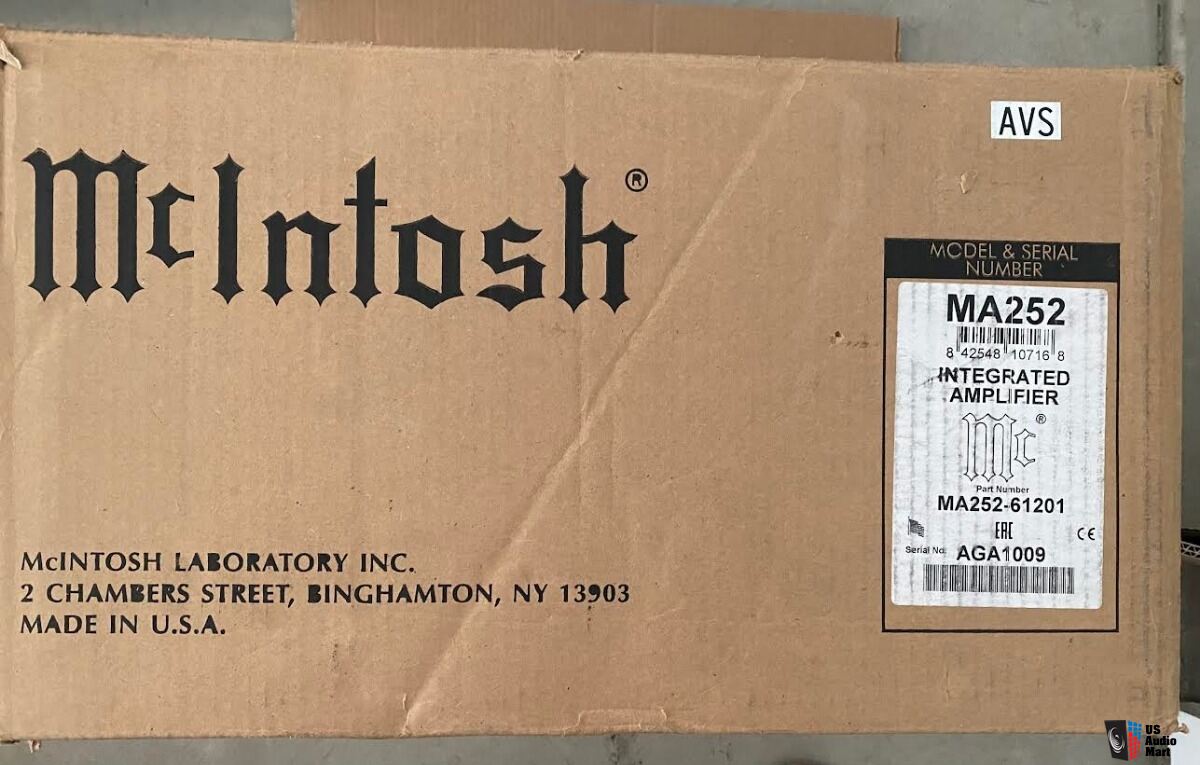 AVS
McIntosh®
MODEL & SERIAL
NUMBER
MA252
8 42548 10716 8
INTEGRATED
AMPLIFIER
Mc®
Part Number
MA252-61201
EAC
CE
Serial No. AGA1009
McINTOSH LABORATORY INC.
2 CHAMBERS STREET, BINGHAMTON, NY 13903
MADE IN U.S.A.
US
Audio
Mart